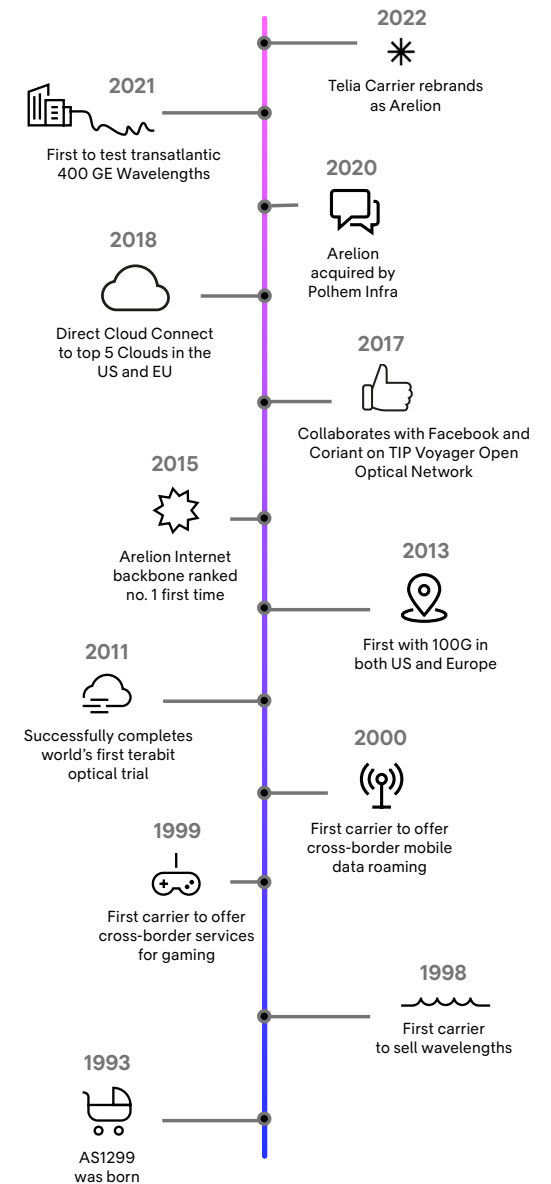 2022
Telia Carrier rebrands
as Arelion
2021
First to test transatlantic
400 GE Wavelengths
2020
Arelion
acquired by
Polhem Infra
2018
Direct Cloud Connect
to top 5 Clouds in the
US and EU
2017
Collaborates with Facebook and
Coriant on TIP Voyager Open
Optical Network
2015
Arelion Internet
backbone ranked
no. 1 first time
2013
First with 100G in
both US and Europe
2011
Successfully completes
world's first terabit
optical trial
2000
First carrier to offer
cross-border mobile
data roaming
1999
First carrier to offer
cross-border services
for gaming
1998
First carrier
to sell wavelengths
1993
AS1299
was born